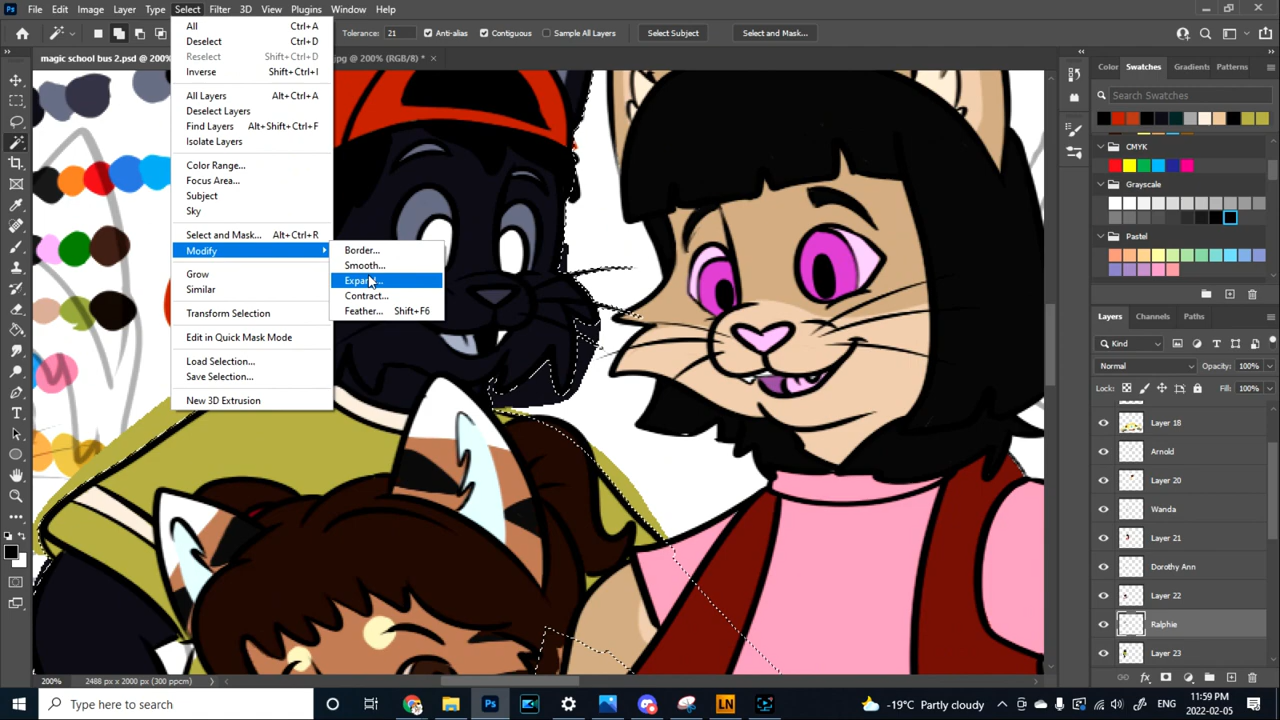 Ps File Edit Image Layer Type Select Filter 3D View Plugins Window Help
Tolerance: 21 Anti-alias Contiguous Sample All Layers Select Subject Select and Mask...
magic school bus 2.psd @ 200% .jpg @ 200% (RGB/8) * ×
All Ctrl+A
Deselect Ctrl+D
Reselect Shift+Ctrl+D
Inverse Shift+Ctrl+I
All Layers Alt+Ctrl+A
Deselect Layers
Find Layers Alt+Shift+Ctrl+F
Isolate Layers
Color Range...
Focus Area...
Subject
Sky
Select and Mask... Alt+Ctrl+R
Modify
Grow
Similar
Transform Selection
Edit in Quick Mask Mode
Load Selection...
Save Selection...
New 3D Extrusion
Border...
Smooth...
Expand...
Contract...
Feather... Shift+F6
Color Swatches Gradients Patterns
Search Swatches
CMYK
Grayscale
Pastel
Layers Channels Paths
Kind
Normal Opacity: 100%
Lock: Fill: 100%
Layer 18
Arnold
Layer 20
Wanda
Layer 21
Dorothy Ann
Layer 22
Ralphie
Layer 23
200% 2488 px x 2000 px (300 ppcm)
Type here to search
Ps
LN
-19°C Partly cloudy
ENG
11:59 PM
2022-02-05